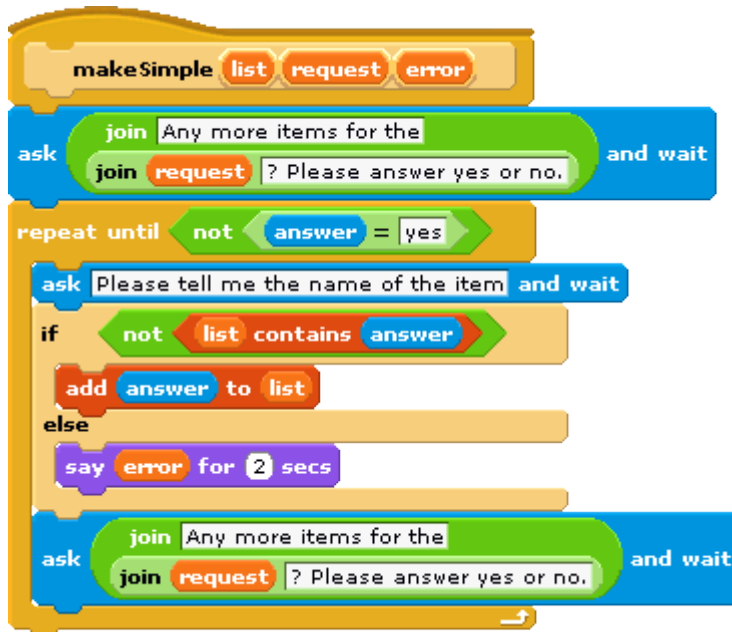 makeSimple list request error
join Any more items for the
ask join request ? Please answer yes or no. and wait
repeat until not answer = yes
ask Please tell me the name of the item and wait
if not list contains answer
add answer to list
else
say error for 2 secs
join Any more items for the
ask join request ? Please answer yes or no. and wait